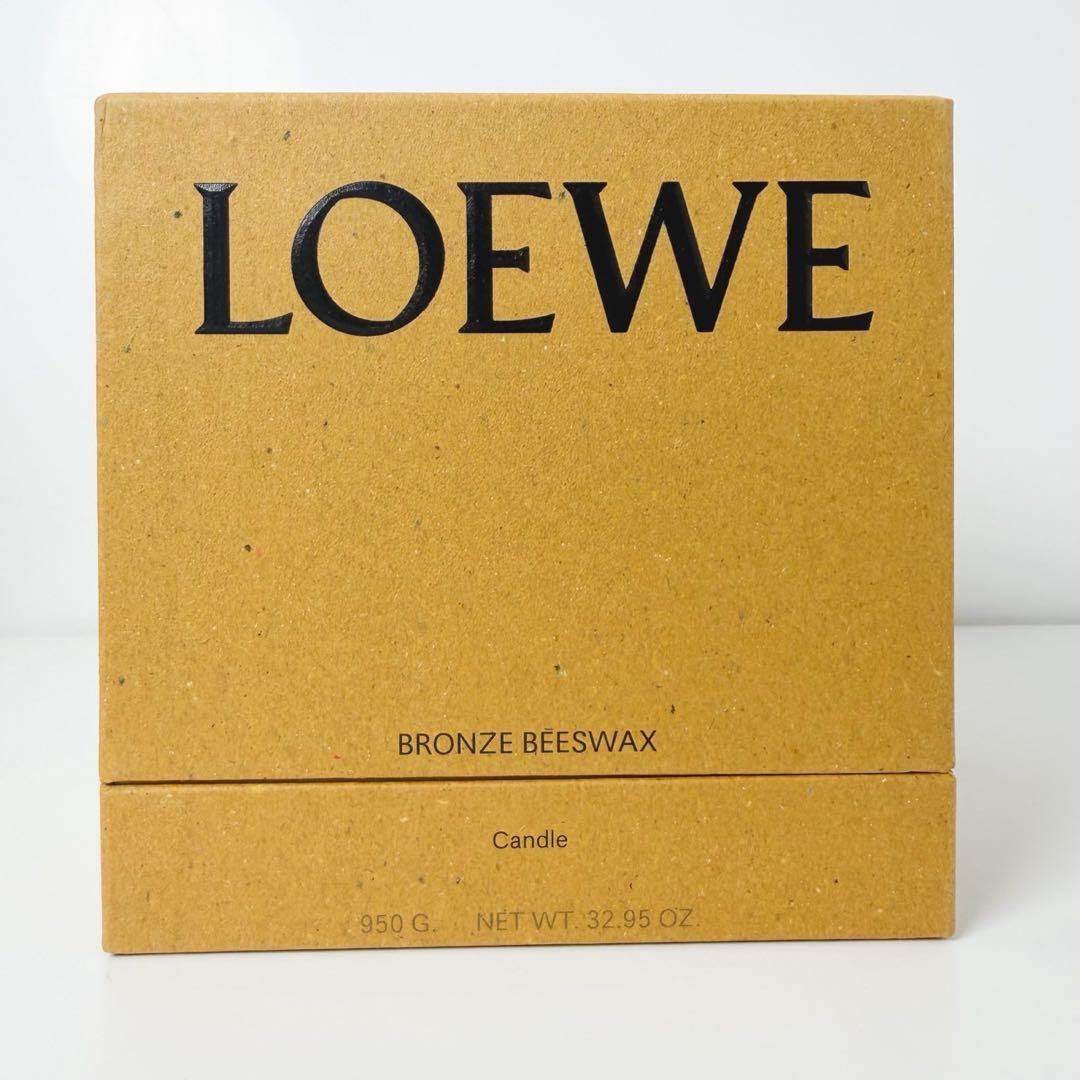 LOEWE
BRONZE BEESWAX
Candle
950 G. NET WT. 32.95 OZ.